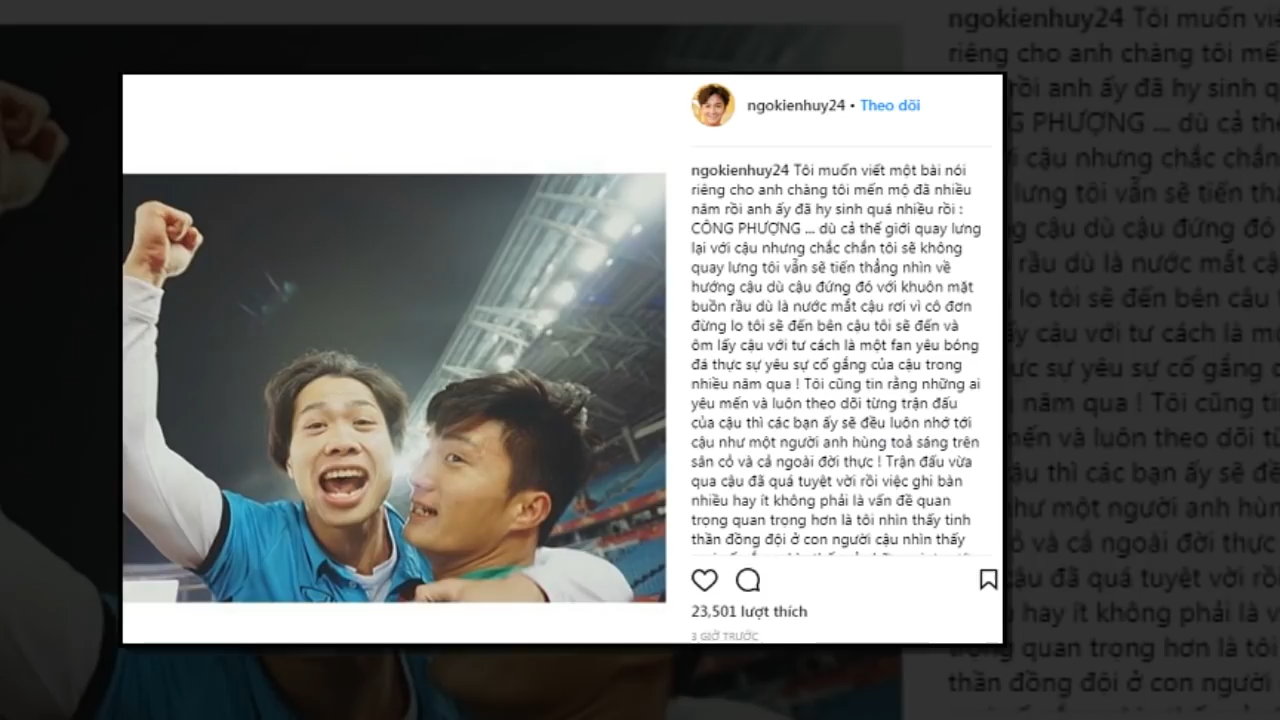 ngokienhuy24 • Theo dõi
ngokienhuy24 Tôi muốn viết một bài nói
riêng cho anh chàng tôi mến mộ đã nhiều
năm rồi anh ấy đã hy sinh quá nhiều rồi :
CÔNG PHƯỢNG ... dù cả thế giới quay lưng
lại với cậu nhưng chắc chắn tôi sẽ không
quay lưng tôi vẫn sẽ tiến thẳng nhìn về
hướng cậu dù cậu đứng đó với khuôn mặt
buồn rầu dù là nước mắt cậu rơi vì cô đơn
đừng lo tôi sẽ đến bên cậu tôi sẽ đến và
ôm lấy cậu với tư cách là một fan yêu bóng
đá thực sự yêu sự cố gắng của cậu trong
nhiều năm qua ! Tôi cũng tin rằng những ai
yêu mến và luôn theo dõi từng trận đấu
của cậu thì các bạn ấy sẽ đều luôn nhớ tới
cậu như một người anh hùng toả sáng trên
sân cỏ và cả ngoài đời thực ! Trận đấu vừa
qua cậu đã quá tuyệt vời rồi việc ghi bàn
nhiều hay ít không phải là vấn đề quan
trọng quan trọng hơn là tôi nhìn thấy tinh
thần đồng đội ở con người cậu nhìn thấy
23,501 lượt thích
3 GIỜ TRƯỚC